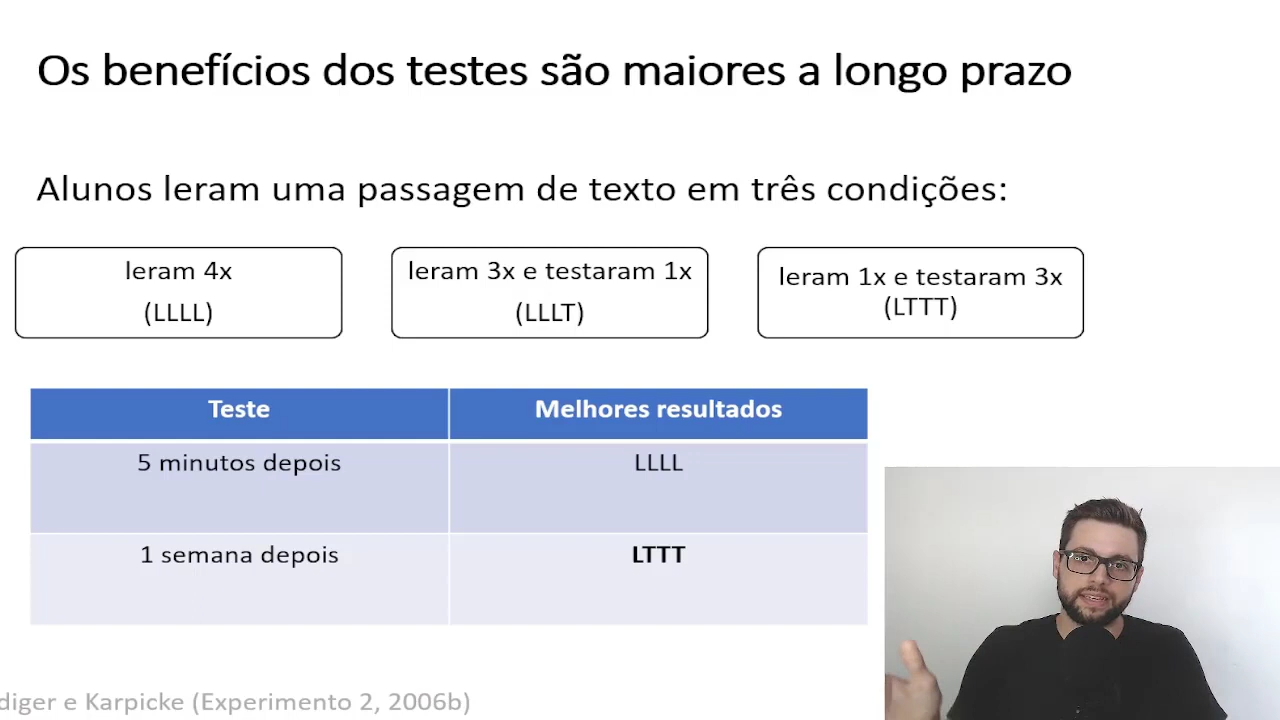 Os benefícios dos testes são maiores a longo prazo
Alunos leram uma passagem de texto em três condições:
leram 4x
(LLLL)
leram 3x e testaram 1x
(LLLT)
leram 1x e testaram 3x
(LTTT)
Teste Melhores resultados
5 minutos depois LLLL
1 semana depois LTTT
diger e Karpicke (Experimento 2, 2006b)